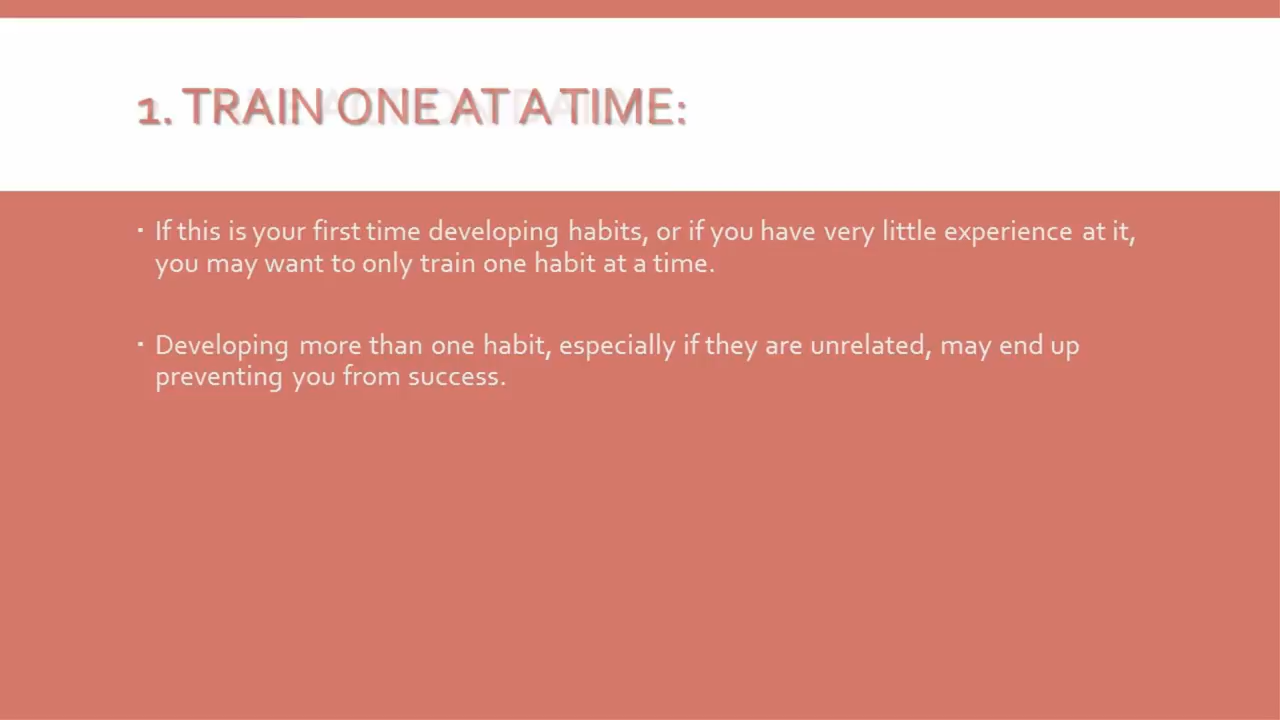 1. TRAIN ONE AT A TIME:
▪ If this is your first time developing habits, or if you have very little experience at it,
you may want to only train one habit at a time.
▪ Developing more than one habit, especially if they are unrelated, may end up
preventing you from success.